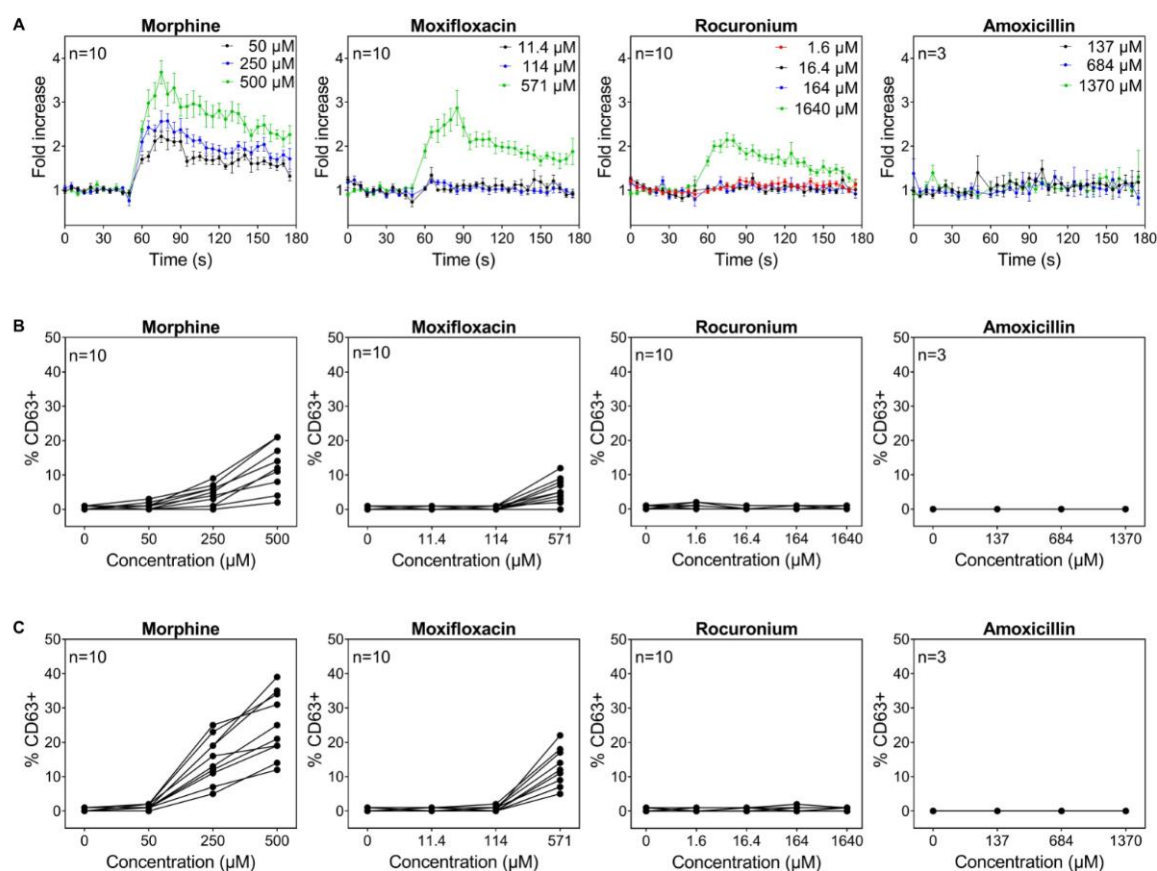 A
Morphine
n=10
50 μM
250 μM
500 μM
Fold increase
4
3
2
1
0 30 60 90 120 150 180
Time (s)
Moxifloxacin
n=10
11.4 μM
114 μM
571 μM
Fold increase
4
3
2
1
0 30 60 90 120 150 180
Time (s)
Rocuronium
n=10
1.6 μM
16.4 μM
164 μM
1640 μM
Fold increase
4
3
2
1
0 30 60 90 120 150 180
Time (s)
Amoxicillin
n=3
137 μM
684 μM
1370 μM
Fold increase
4
3
2
1
0 30 60 90 120 150 180
Time (s)
B
Morphine
n=10
% CD63+
50
40
30
20
10
0
0 50 250 500
Concentration (μM)
Moxifloxacin
n=10
% CD63+
50
40
30
20
10
0
0 11.4 114 571
Concentration (μM)
Rocuronium
n=10
% CD63+
50
40
30
20
10
0
0 1.6 16.4 164 1640
Concentration (μM)
Amoxicillin
n=3
% CD63+
50
40
30
20
10
0
0 137 684 1370
Concentration (μM)
C
Morphine
n=10
% CD63+
50
40
30
20
10
0
0 50 250 500
Concentration (μM)
Moxifloxacin
n=10
% CD63+
50
40
30
20
10
0
0 11.4 114 571
Concentration (μM)
Rocuronium
n=10
% CD63+
50
40
30
20
10
0
0 1.6 16.4 164 1640
Concentration (μM)
Amoxicillin
n=3
% CD63+
50
40
30
20
10
0
0 137 684 1370
Concentration (μM)